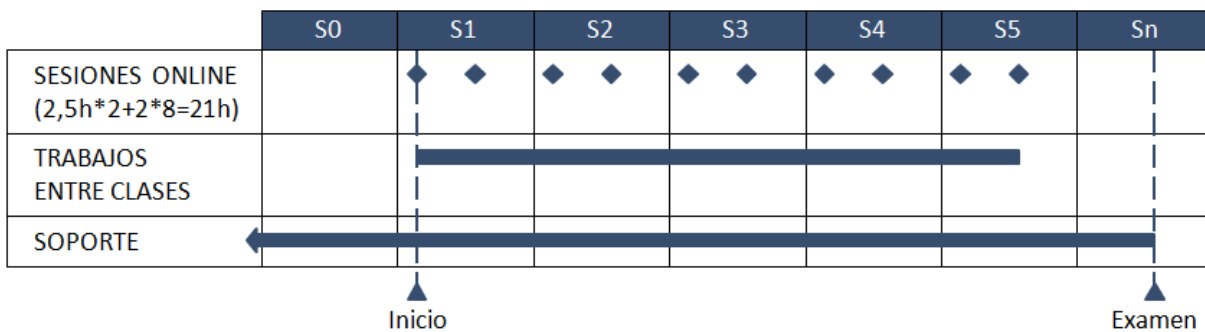 S0 S1 S2 S3 S4 S5 Sn
SESIONES ONLINE
(2,5h*2+2*8=21h)
TRABAJOS
ENTRE CLASES
SOPORTE
Inicio Examen